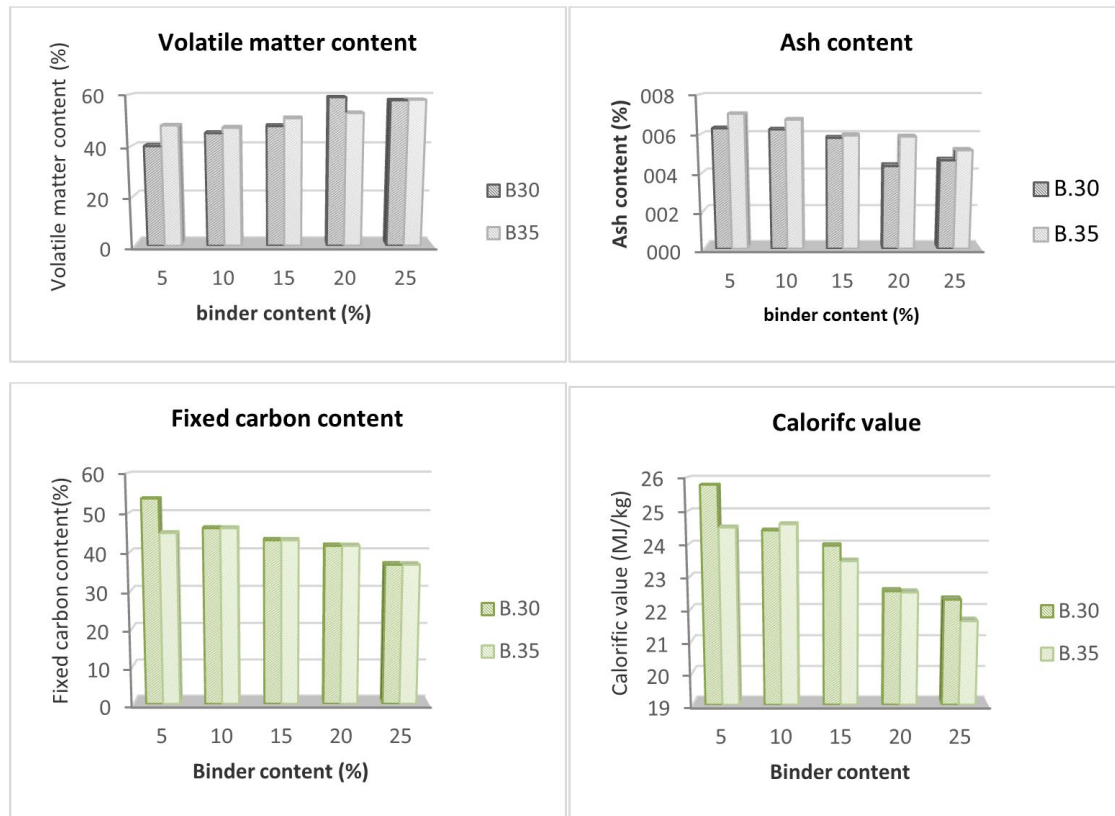 Volatile matter content
Volatile matter content (%)
60
40
20
0
5 10 15 20 25
binder content (%)
B30
B35
Ash content
Ash content (%)
008
006
004
002
000
5 10 15 20 25
binder content (%)
B.30
B.35
Fixed carbon content
Fixed carbon content(%)
60
50
40
30
20
10
0
5 10 15 20 25
Binder content (%)
B.30
B.35
Calorifc value
Calorific value (MJ/kg)
26
25
24
23
22
21
20
19
5 10 15 20 25
Binder content
B.30
B.35